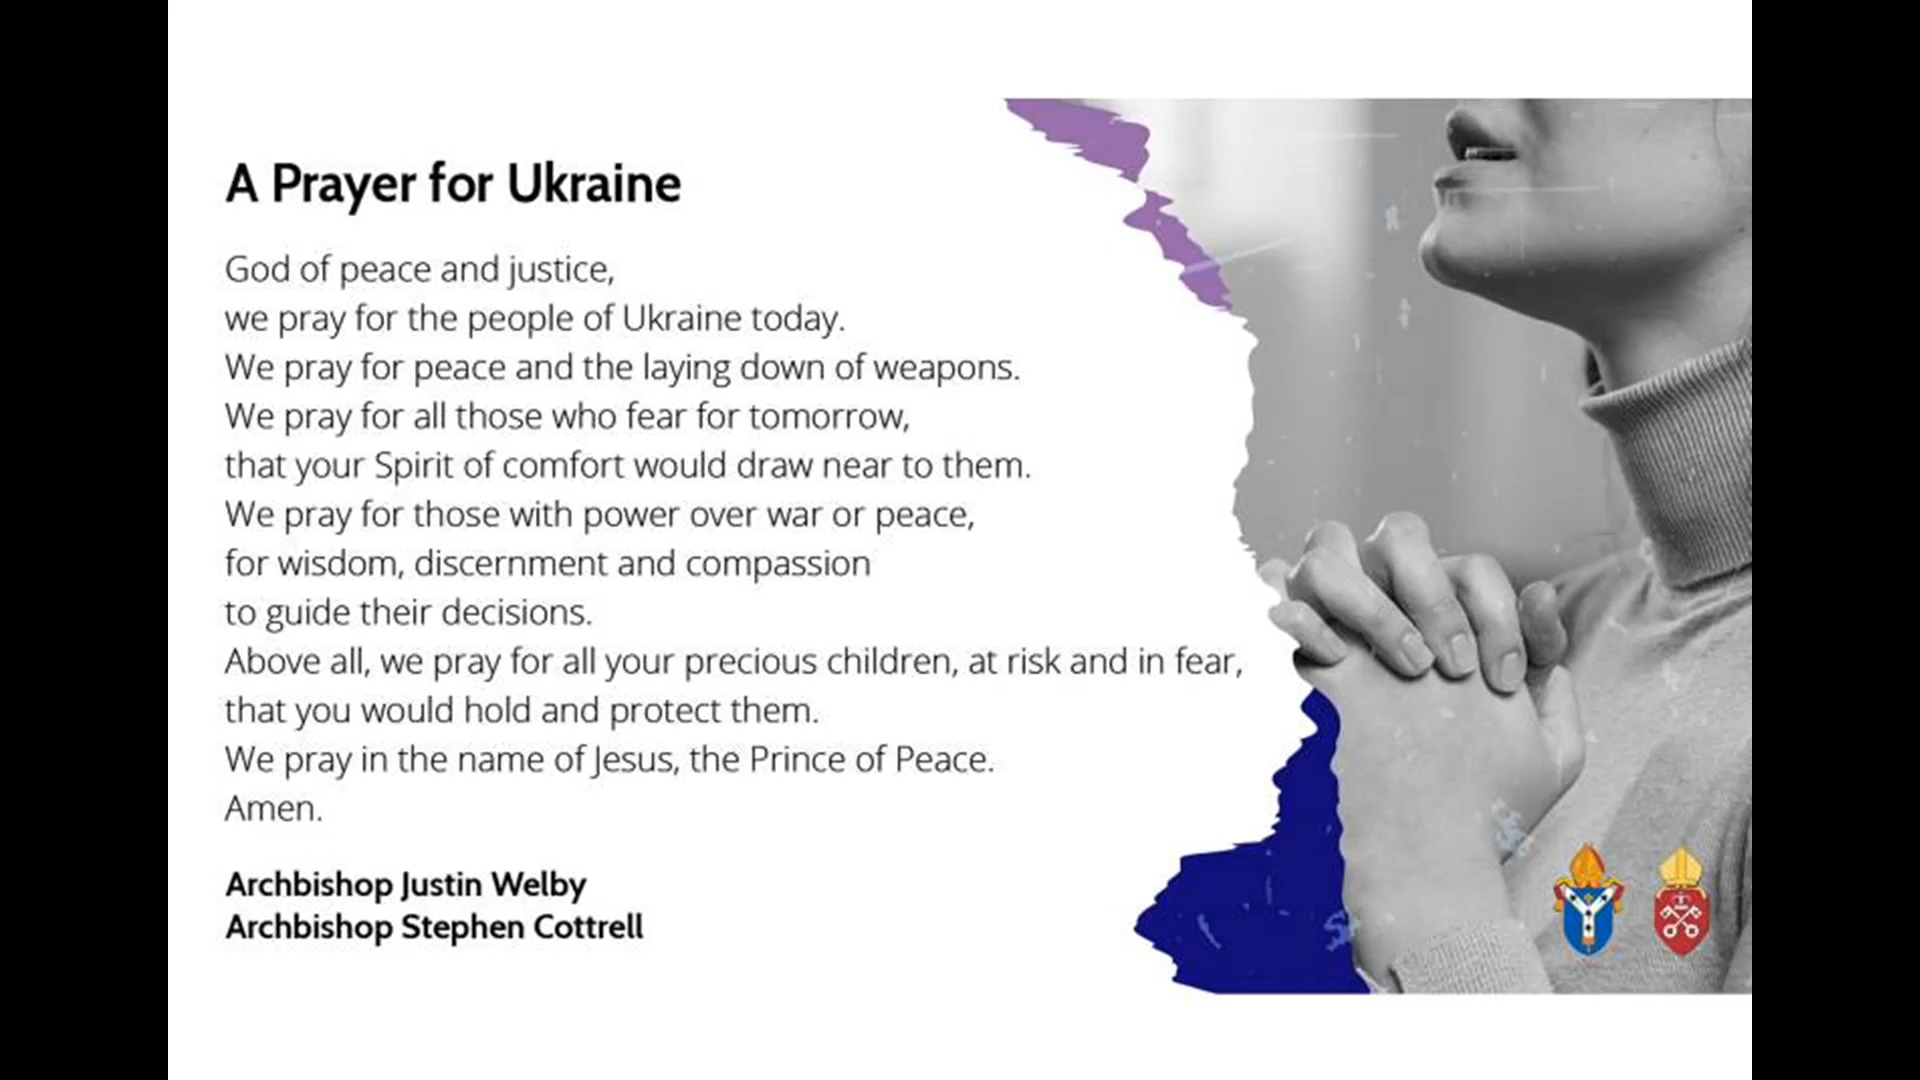 A Prayer for Ukraine
God of peace and justice,
we pray for the people of Ukraine today.
We pray for peace and the laying down of weapons.
We pray for all those who fear for tomorrow,
that your Spirit of comfort would draw near to them.
We pray for those with power over war or peace,
for wisdom, discernment and compassion
to guide their decisions.
Above all, we pray for all your precious children, at risk and in fear,
that you would hold and protect them.
We pray in the name of Jesus, the Prince of Peace.
Amen.
Archbishop Justin Welby
Archbishop Stephen Cottrell